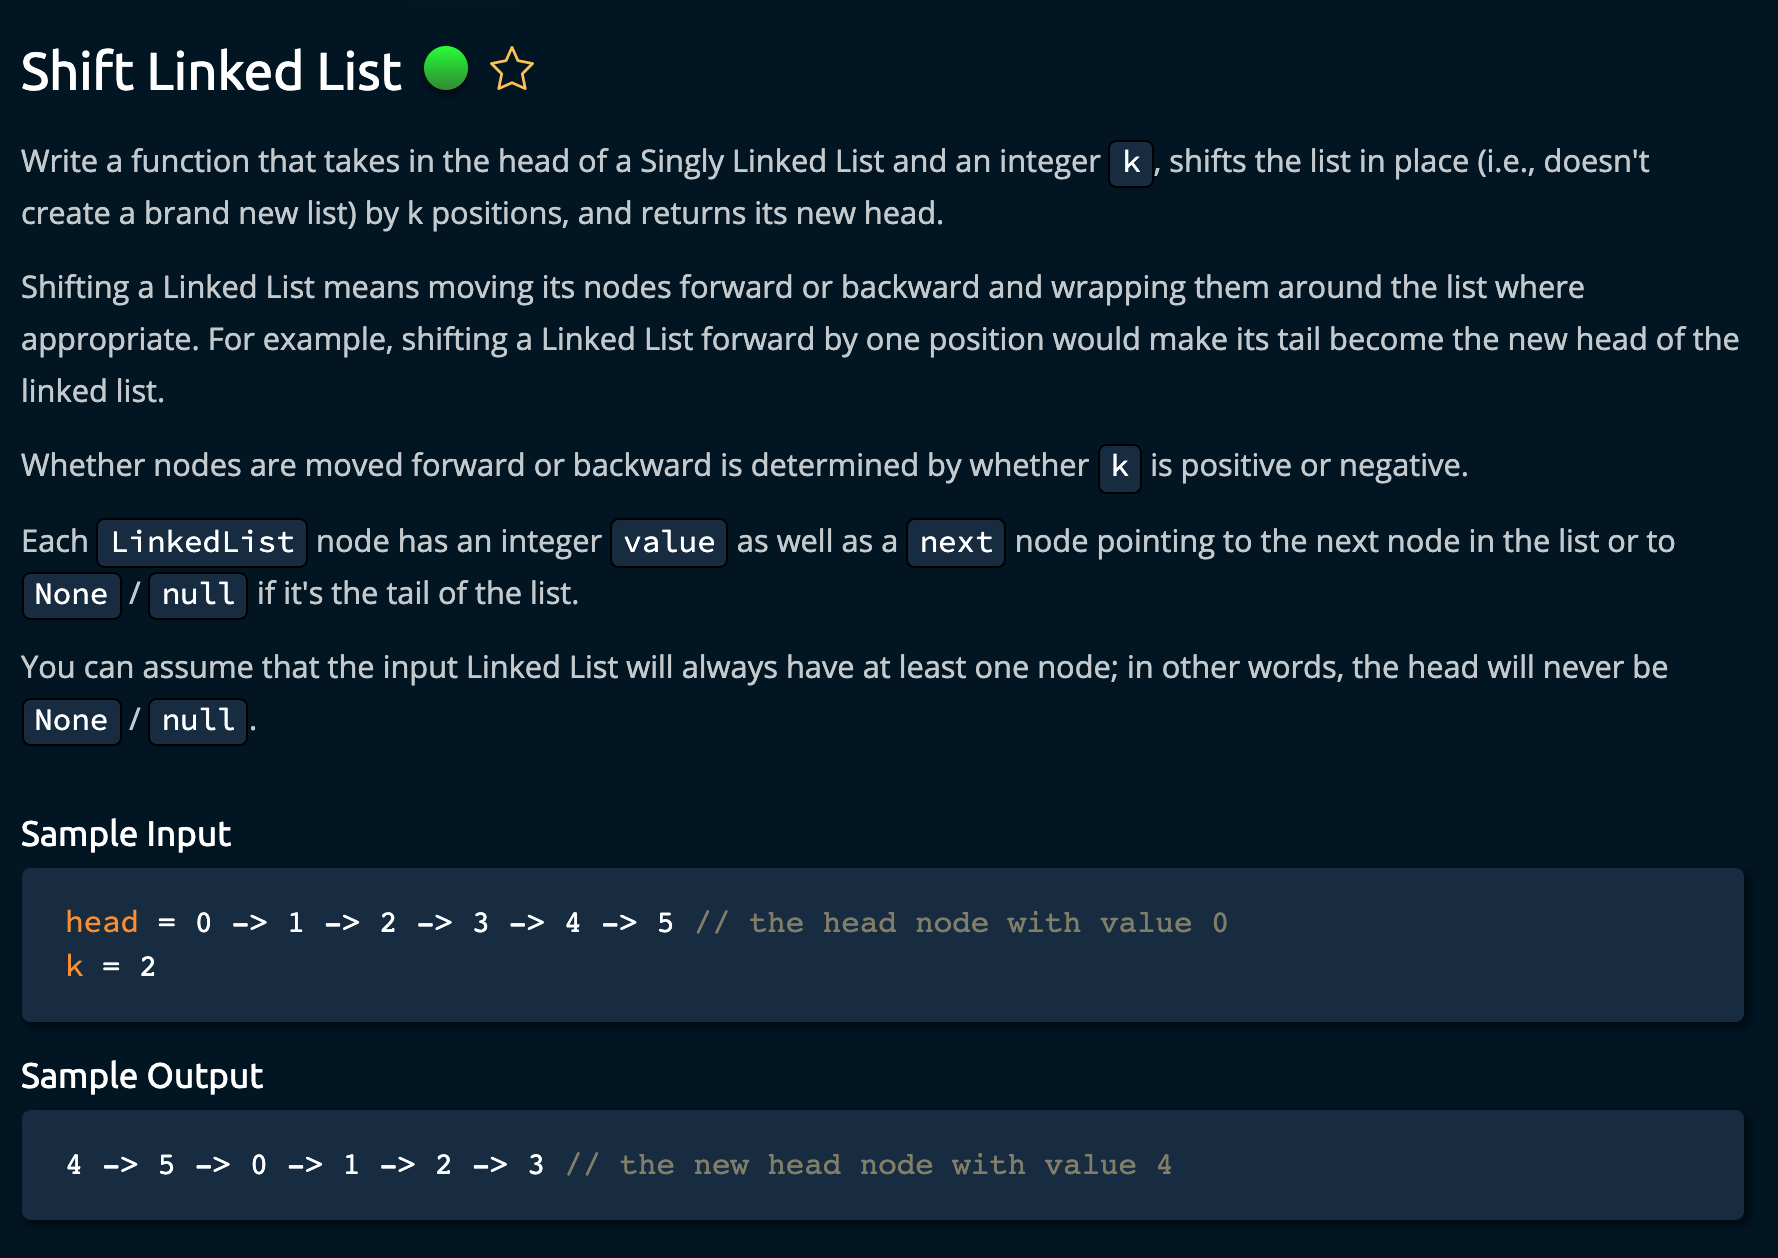 Shift Linked List
Write a function that takes in the head of a Singly Linked List and an integer k, shifts the list in place (i.e., doesn't
create a brand new list) by k positions, and returns its new head.
Shifting a Linked List means moving its nodes forward or backward and wrapping them around the list where
appropriate. For example, shifting a Linked List forward by one position would make its tail become the new head of the
linked list.
Whether nodes are moved forward or backward is determined by whether k is positive or negative.
Each LinkedList node has an integer value as well as a next node pointing to the next node in the list or to
None / null if it's the tail of the list.
You can assume that the input Linked List will always have at least one node; in other words, the head will never be
None / null.
Sample Input
head = 0 -> 1 -> 2 -> 3 -> 4 -> 5 // the head node with value 0
k = 2
Sample Output
4 -> 5 -> 0 -> 1 -> 2 -> 3 // the new head node with value 4